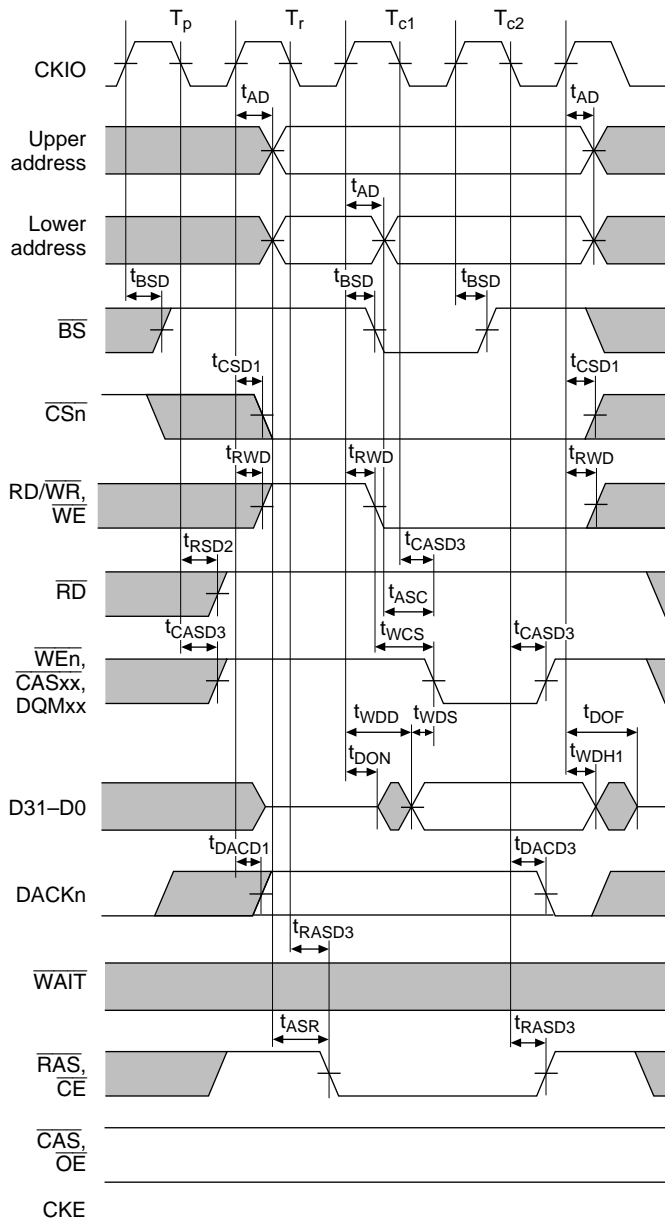 Tp Tr Tc1 Tc2
CKIO
tAD tAD
Upper
address
tAD
Lower
address
tBSD tBSD tBSD
BS
tCSD1 tCSD1
CSn
tRWD tRWD tRWD
RD/WR,
WE
tRSD2 tCASD3
RD
tASC
tCASD3 tWCS tCASD3
WEn,
CASxx,
DQMxx
tWDD tWDS tDOF
tDON tWDH1
D31–D0
tDACD1 tDACD3
DACKn
tRASD3
WAIT
tASR tRASD3
RAS,
CE
CAS,
OE
CKE